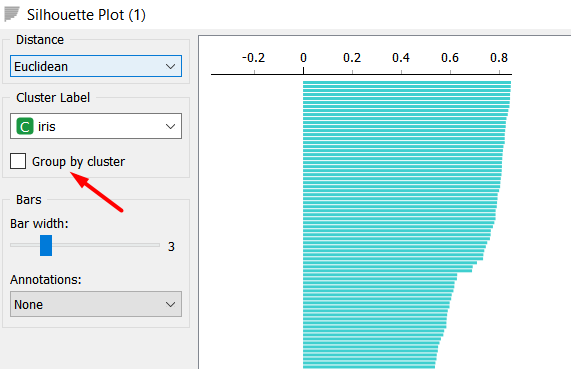 Silhouette Plot (1)
Distance
Euclidean
Cluster Label
C iris
Group by cluster
Bars
Bar width:
3
Annotations:
None
-0.2 0 0.2 0.4 0.6 0.8